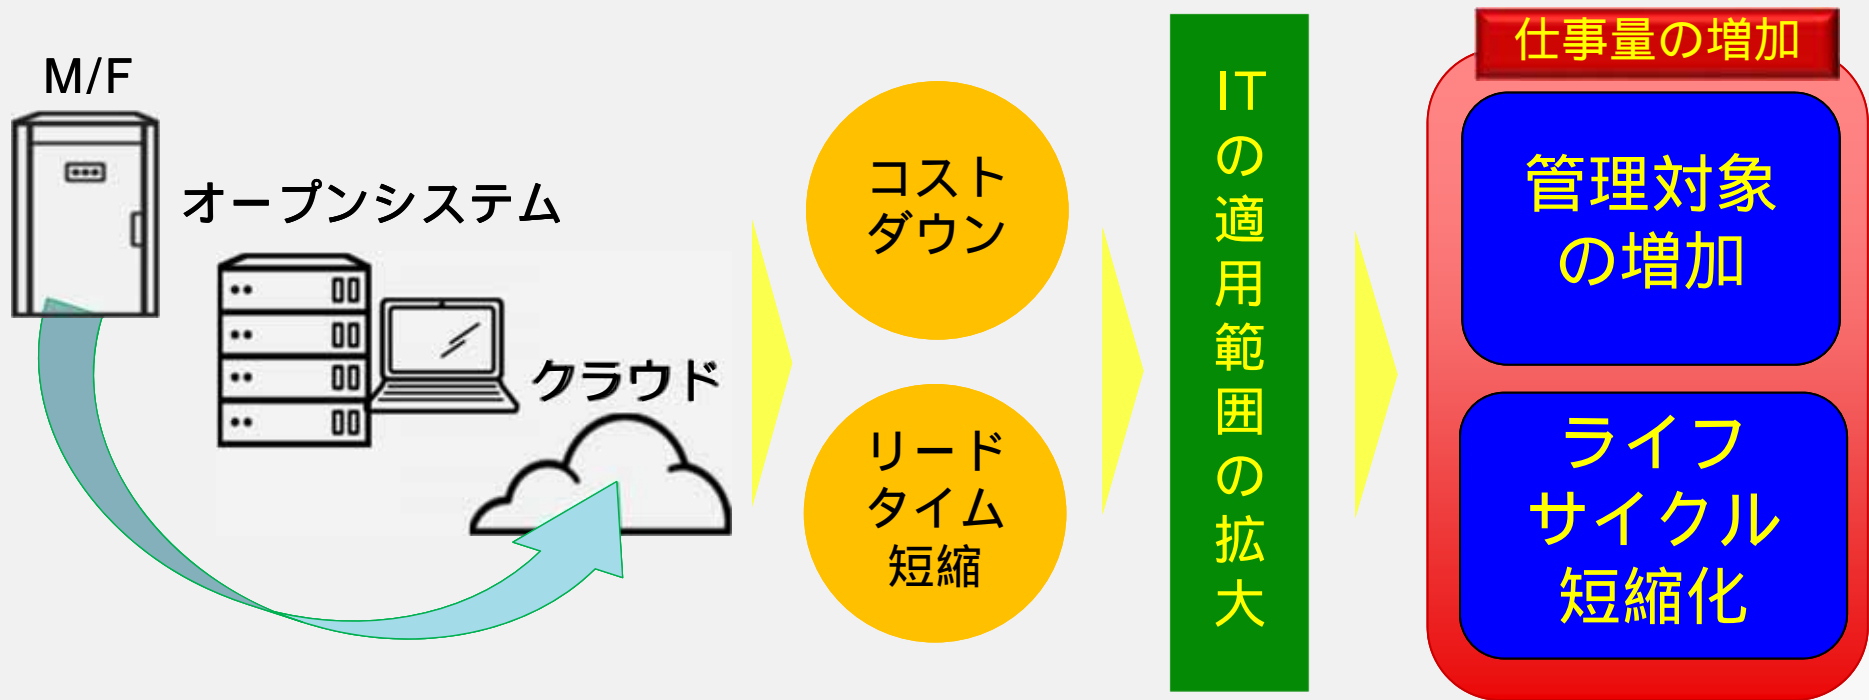 M/F
オープンシステム
クラウド
コスト
ダウン
リード
タイム
短縮
ITの適用範囲の拡大
仕事量の増加
管理対象
の増加
ライフ
サイクル
短縮化